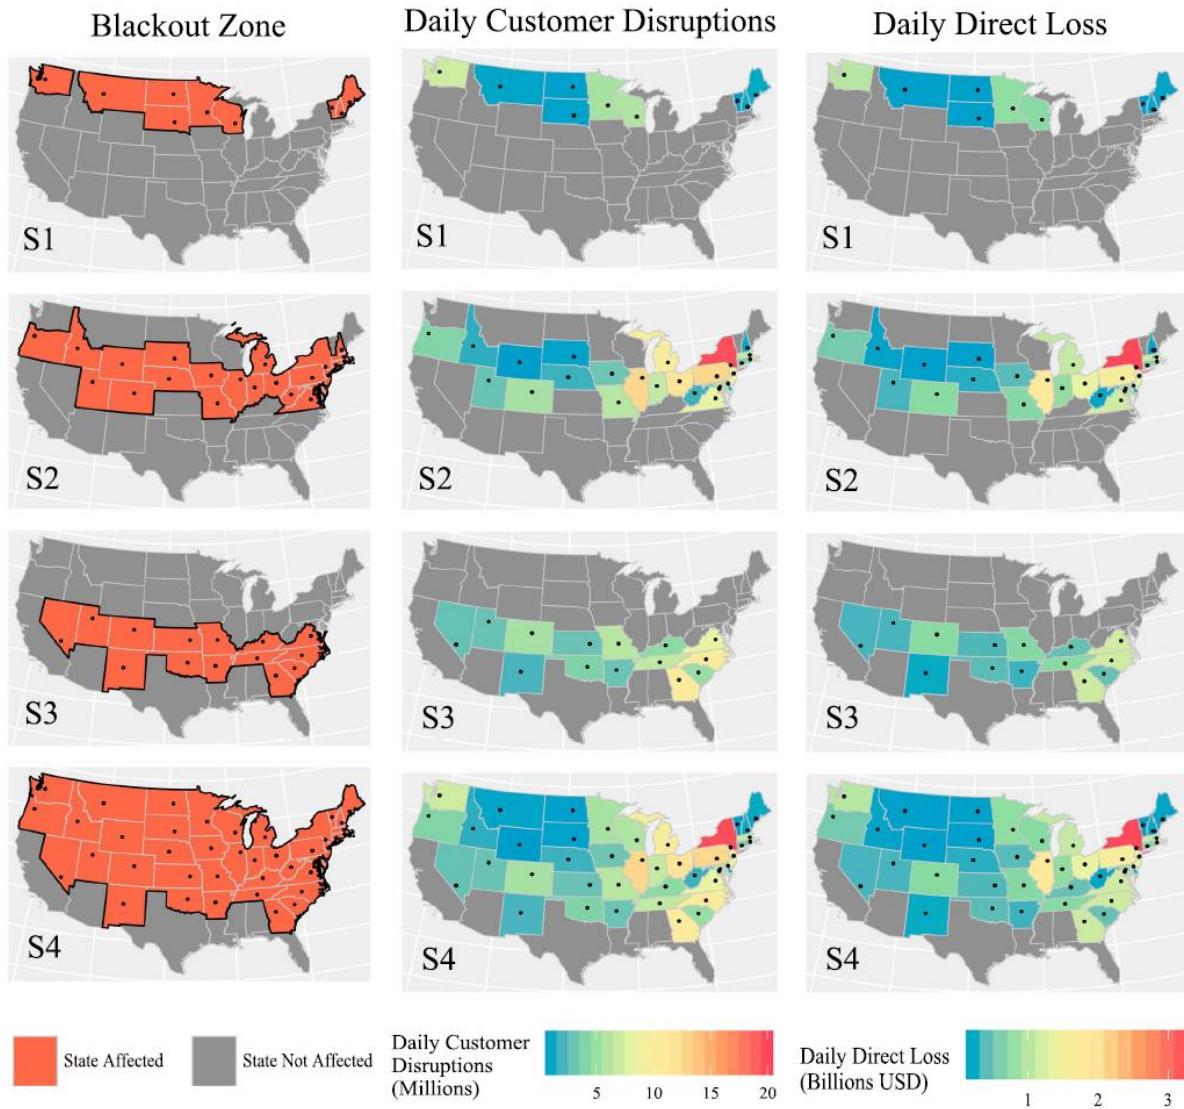 Blackout Zone
Daily Customer Disruptions
Daily Direct Loss
S1
S1
S1
S2
S2
S2
S3
S3
S3
S4
S4
S4
State Affected
State Not Affected
Daily Customer
Disruptions
(Millions)
5
10
15
20
Daily Direct Loss
(Billions USD)
1
2
3